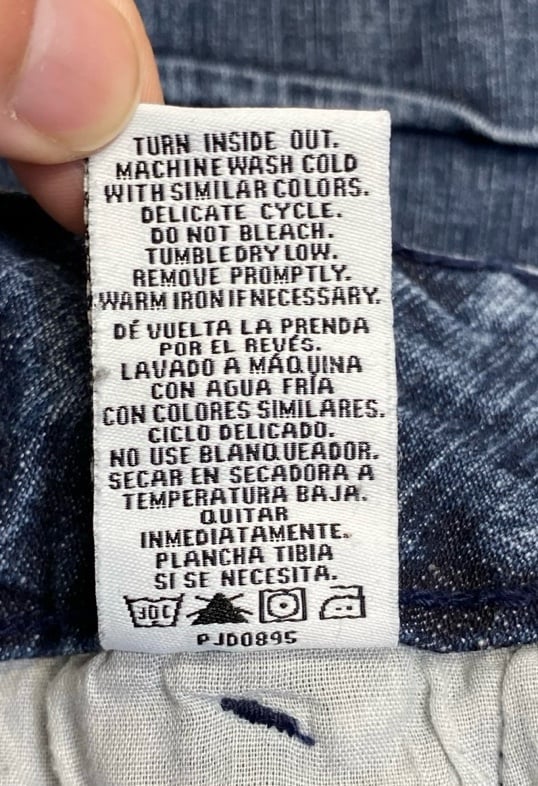 TURN INSIDE OUT.
MACHINE WASH COLD
WITH SIMILAR COLORS.
DELICATE CYCLE.
DO NOT BLEACH.
TUMBLE DRY LOW.
REMOVE PROMPTLY.
WARM IRON IF NECESSARY.
DÉ VUELTA LA PRENDA
POR EL REVÉS.
LAVADO A MÁQUINA
CON AGUA FRÍA
CON COLORES SIMILARES.
CICLO DELICADO.
NO USE BLANQUEADOR.
SECAR EN SECADORA A
TEMPERATURA BAJA.
QUITAR
INMEDIATAMENTE.
PLANCHA TIBIA
SI SE NECESITA.
30C
PJD0895